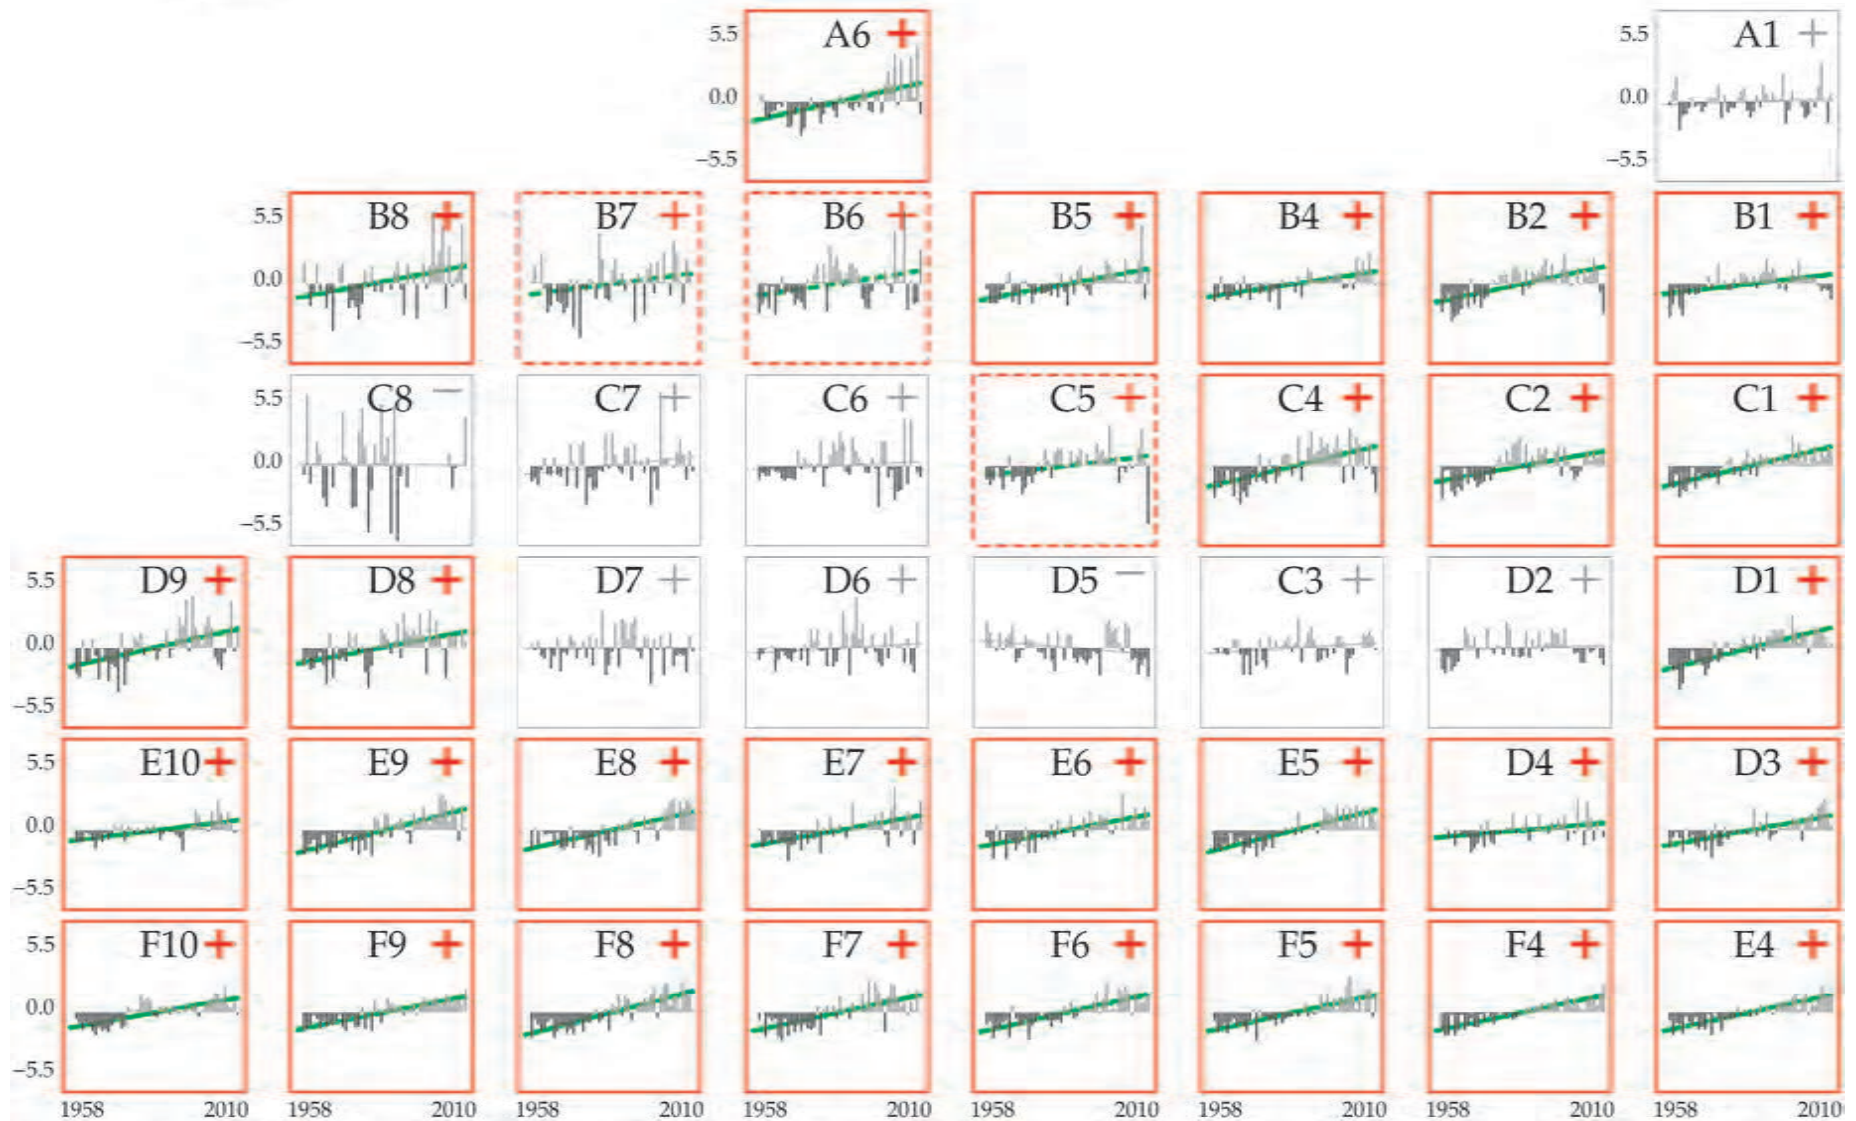 5.5 A6 + 5.5 A1 +
0.0 0.0
−5.5 −5.5
5.5 B8 + B7 + B6 + B5 + B4 + B2 + B1 +
0.0
−5.5
5.5 C8 − C7 + C6 + C5 + C4 + C2 + C1 +
0.0
−5.5
5.5 D9 + D8 + D7 + D6 + D5 − C3 + D2 + D1 +
0.0
−5.5
5.5 E10 + E9 + E8 + E7 + E6 + E5 + D4 + D3 +
0.0
−5.5
5.5 F10 + F9 + F8 + F7 + F6 + F5 + F4 + E4 +
0.0
−5.5
1958 2010 1958 2010 1958 2010 1958 2010 1958 2010 1958 2010 1958 2010 1958 2010